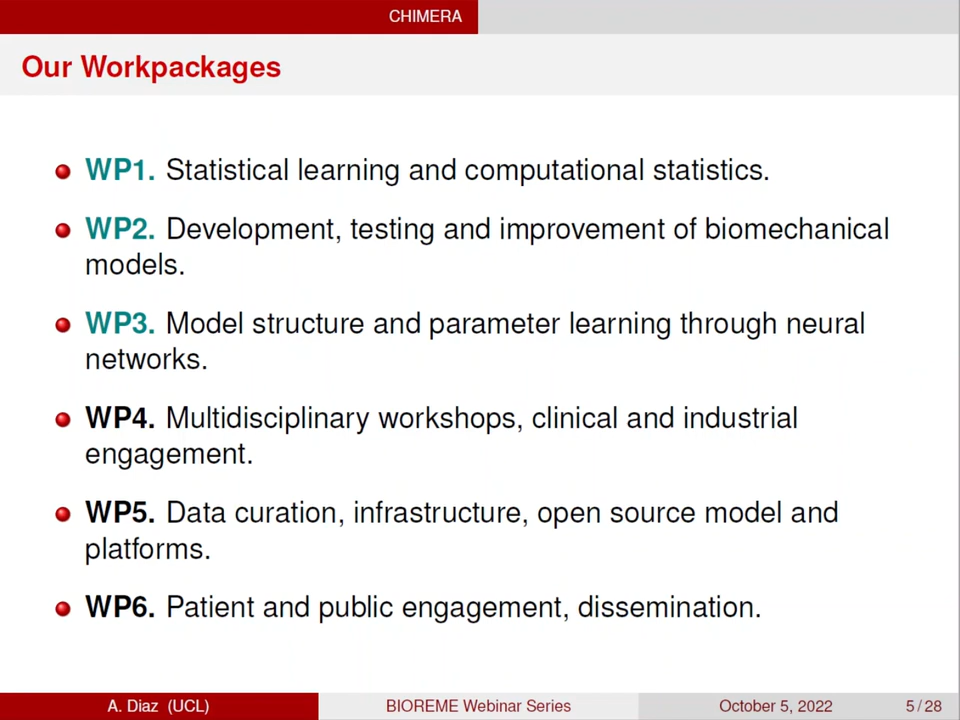 CHIMERA
Our Workpackages
WP1. Statistical learning and computational statistics.
WP2. Development, testing and improvement of biomechanical
models.
WP3. Model structure and parameter learning through neural
networks.
WP4. Multidisciplinary workshops, clinical and industrial
engagement.
WP5. Data curation, infrastructure, open source model and
platforms.
WP6. Patient and public engagement, dissemination.
A. Diaz (UCL) BIOREME Webinar Series October 5, 2022 5 / 28